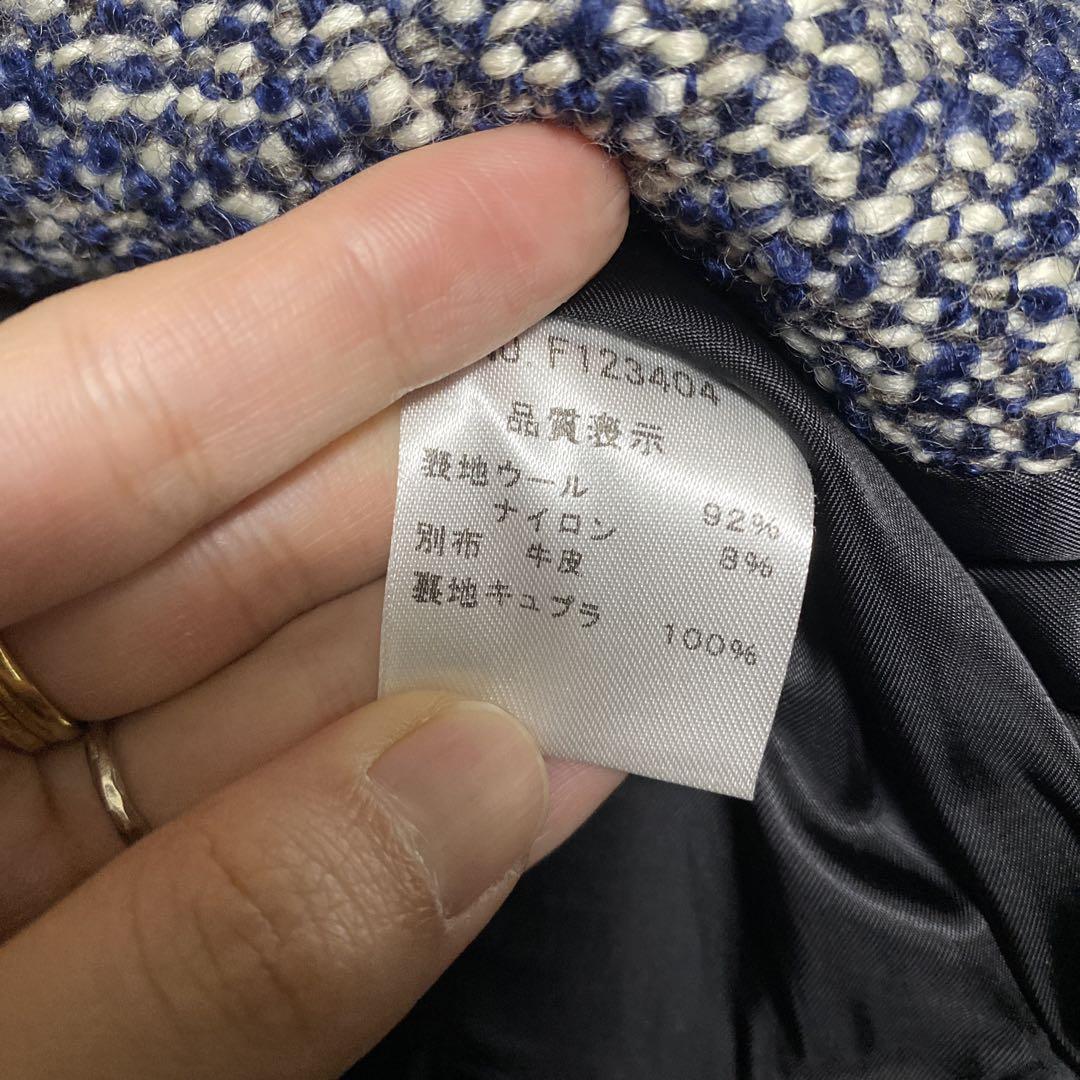 F123404
品質表示
表地ウール 92%
ナイロン 8%
別布 牛皮
裏地キュプラ 100%